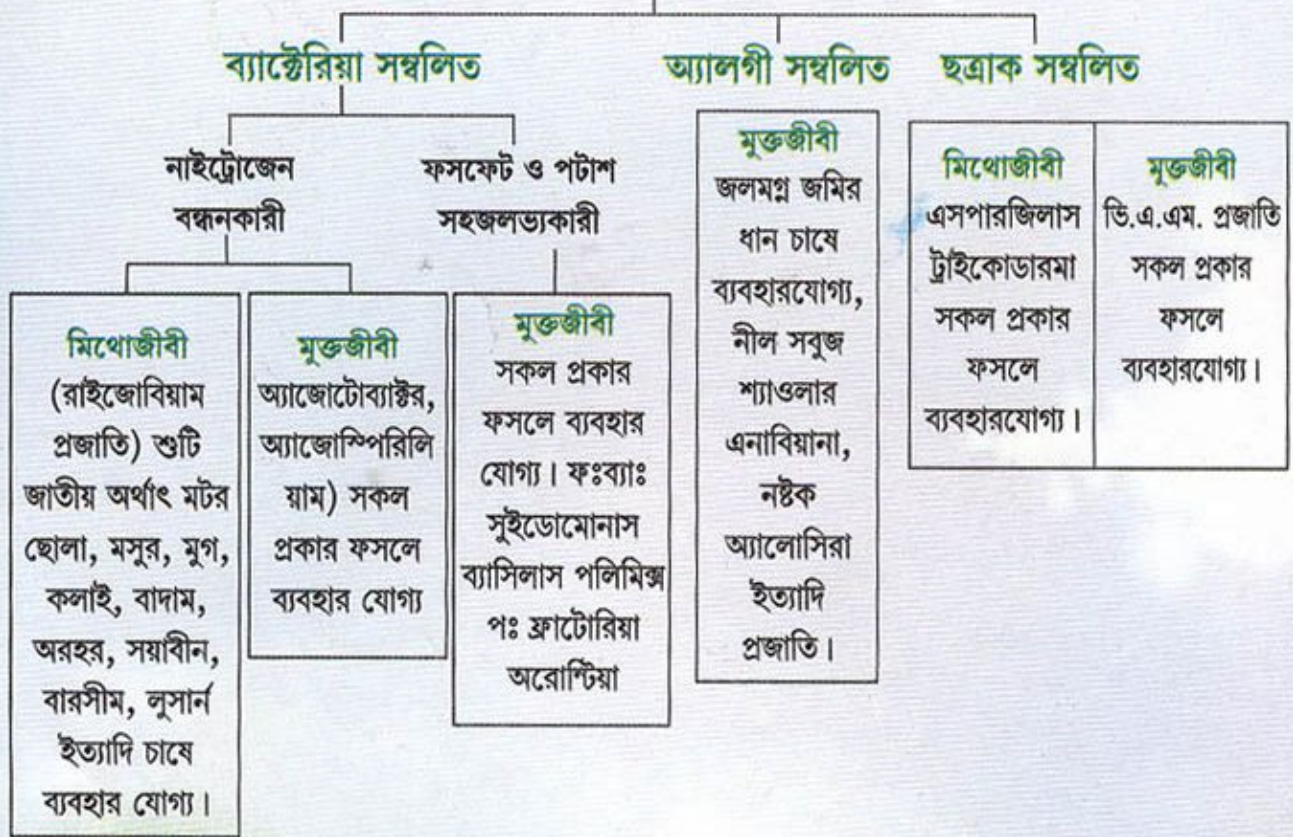 ব্যাক্টেরিয়া সম্বলিত
অ্যালগী সম্বলিত
ছত্রাক সম্বলিত
নাইট্রোজেন
বন্ধনকারী
ফসফেট ও পটাশ
সহজলভ্যকারী
মিথোজীবী
(রাইজোবিয়াম
প্রজাতি) শুটি
জাতীয় অর্থাৎ মটর
ছোলা, মসুর, মুগ,
কলাই, বাদাম,
অরহর, সয়াবীন,
বারসীম, লুসার্ন
ইত্যাদি চাষে
ব্যবহার যোগ্য।
মুক্তজীবী
অ্যাজোটোব্যাক্টর,
অ্যাজোস্পিরিলি
য়াম) সকল
প্রকার ফসলে
ব্যবহার যোগ্য
মুক্তজীবী
সকল প্রকার
ফসলে ব্যবহার
যোগ্য। ফঃব্যাঃ
সুইডোমোনাস
ব্যাসিলাস পলিমিক্স
পঃ ফ্রাটোরিয়া
অরোন্টিয়া
মুক্তজীবী
জলমগ্ন জমির
ধান চাষে
ব্যবহারযোগ্য,
নীল সবুজ
শ্যাওলার
এনাবিয়ানা,
নষ্টক
অ্যালোসিরা
ইত্যাদি
প্রজাতি।
মিথোজীবী
এসপারজিলাস
ট্রাইকোডারমা
সকল প্রকার
ফসলে
ব্যবহারযোগ্য।
মুক্তজীবী
ভি.এ.এম. প্রজাতি
সকল প্রকার
ফসলে
ব্যবহারযোগ্য।